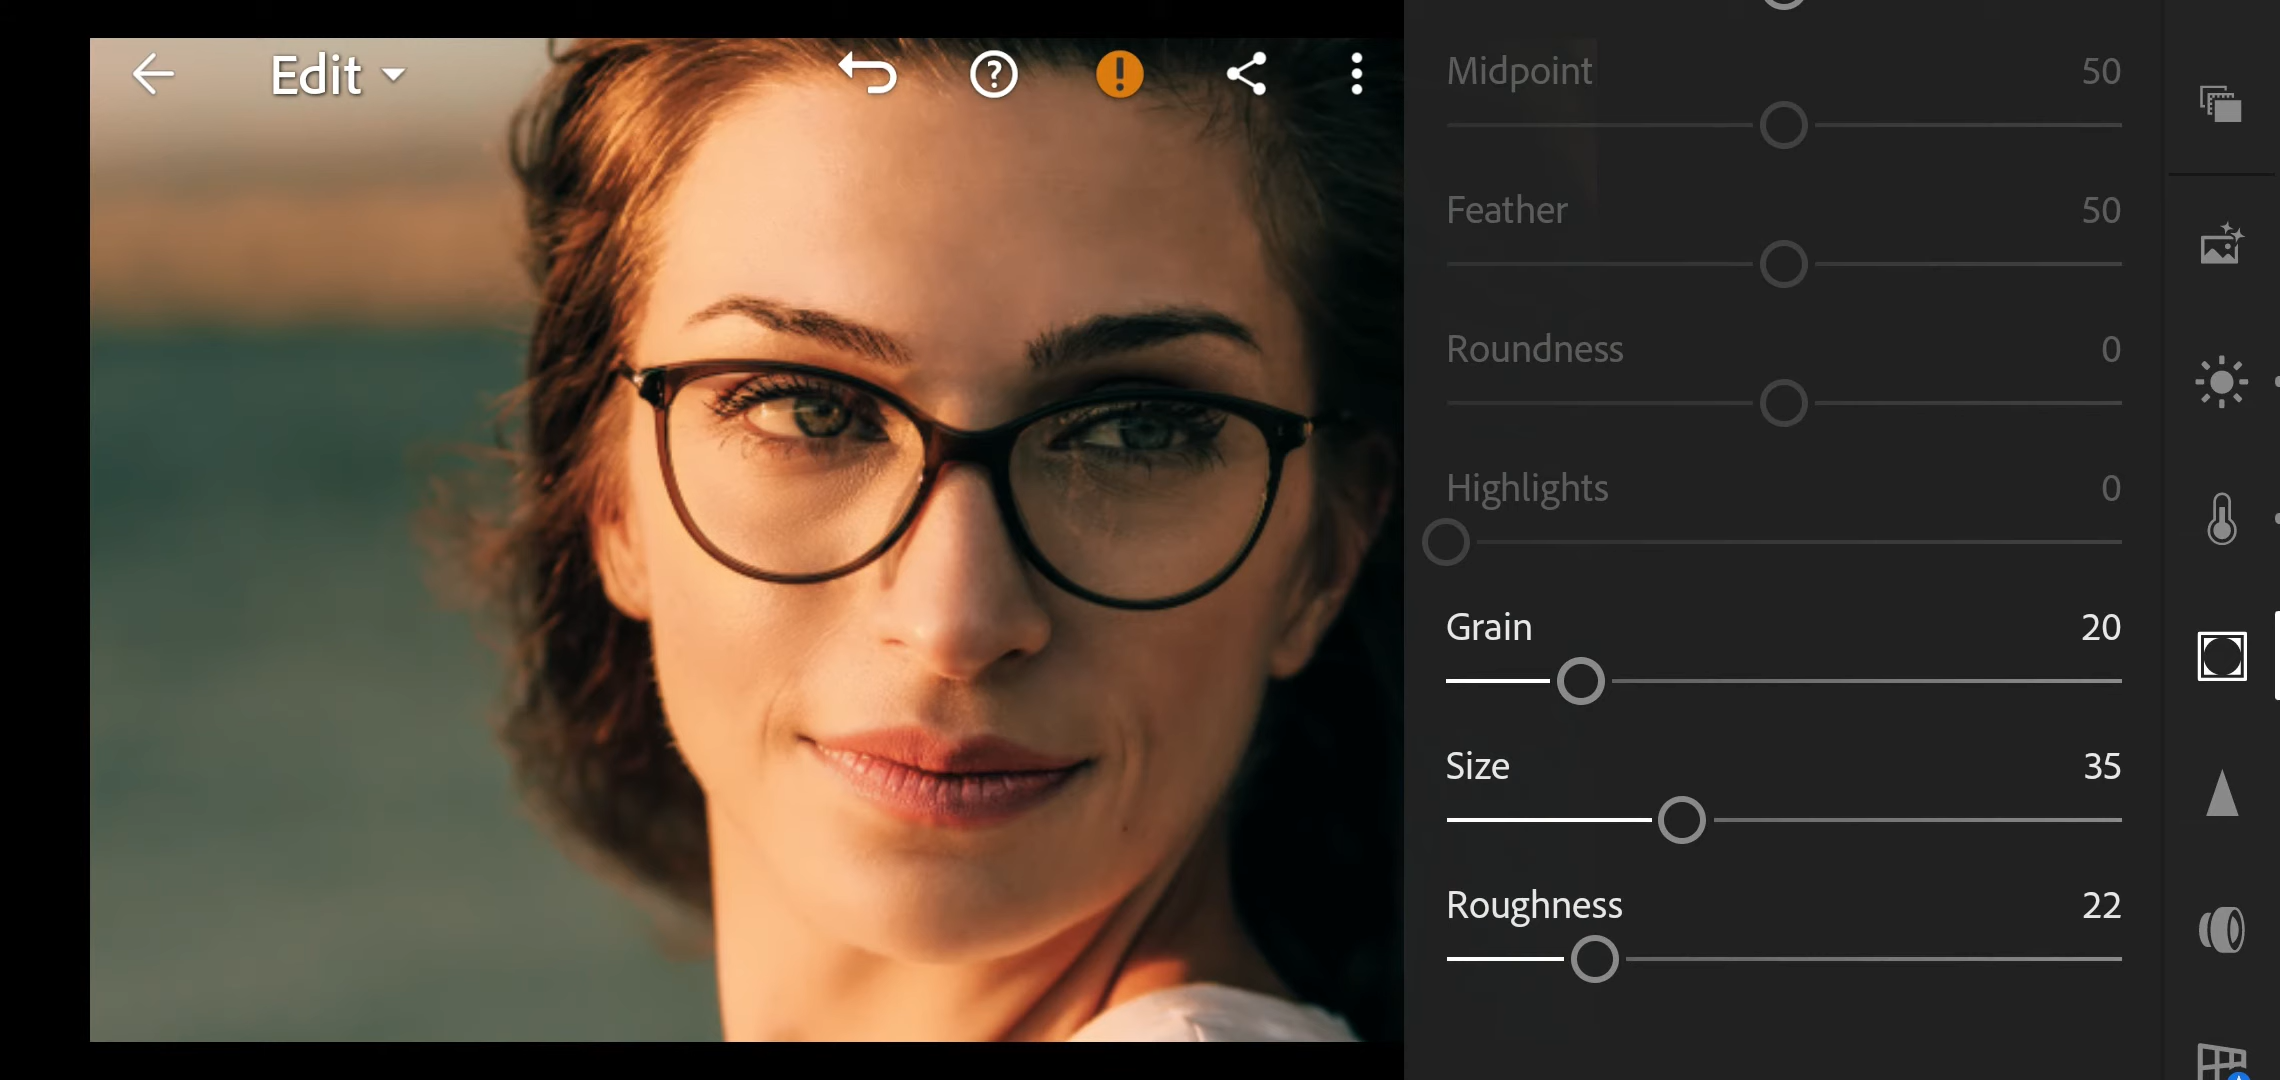 Edit
Midpoint 50
Feather 50
Roundness 0
Highlights 0
Grain 20
Size 35
Roughness 22